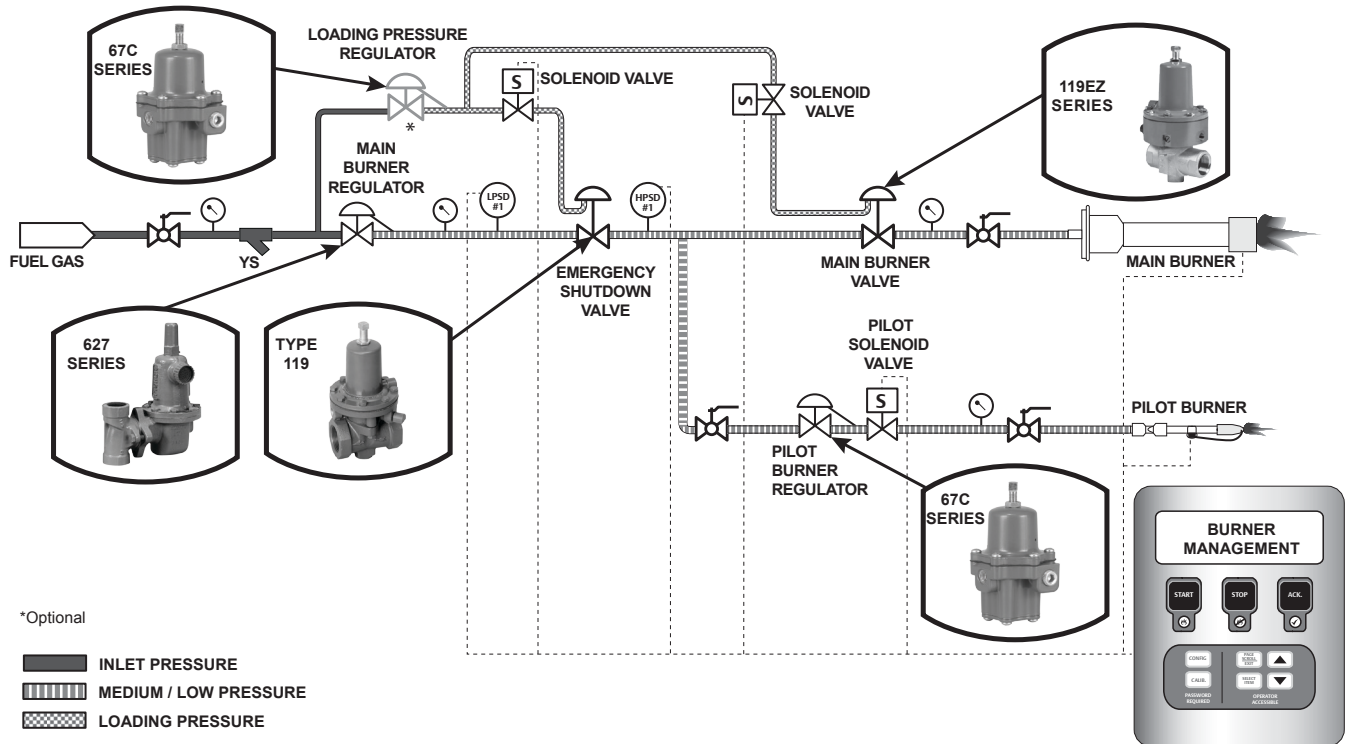 67C
SERIES
LOADING PRESSURE
REGULATOR
S
SOLENOID VALVE
S
SOLENOID
VALVE
119EZ
SERIES
*
MAIN
BURNER
REGULATOR
LPSD
#1
HPSD
#1
FUEL GAS
YS
EMERGENCY
SHUTDOWN
VALVE
MAIN BURNER
VALVE
MAIN BURNER
627
SERIES
TYPE
119
PILOT
SOLENOID
VALVE
S
PILOT BURNER
PILOT
BURNER
REGULATOR
67C
SERIES
BURNER
MANAGEMENT
START
STOP
ACK.
CONFIG
PAGE
SCROLL
EXIT
CALIB.
SELECT
ITEM
PASSWORD
REQUIRED
OPERATOR
ACCESSIBLE
*Optional
INLET PRESSURE
MEDIUM / LOW PRESSURE
LOADING PRESSURE